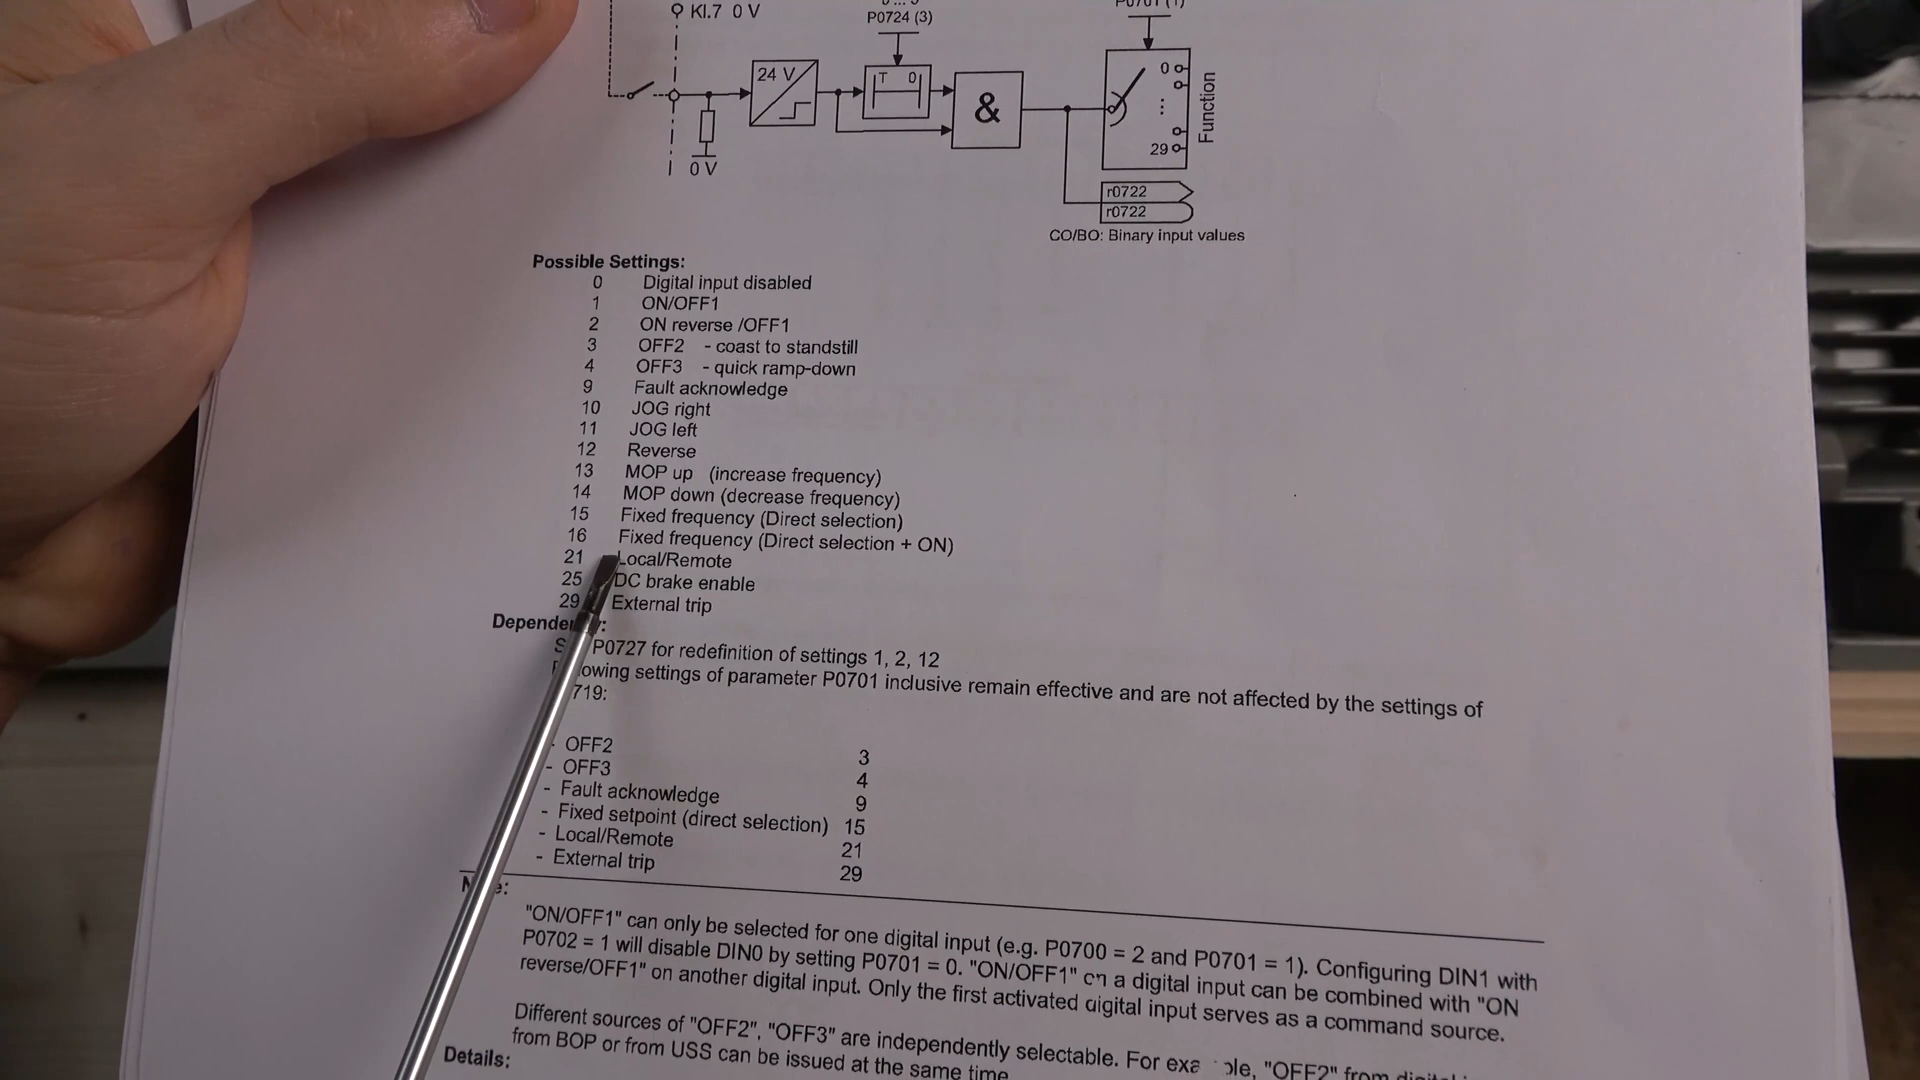 Kl.7 0 V
P0724 (3)
24 V
T 0
&
0
29
Function
0 V
r0722
r0722
CO/BO: Binary input values
Possible Settings:
0 Digital input disabled
1 ON/OFF1
2 ON reverse /OFF1
3 OFF2 - coast to standstill
4 OFF3 - quick ramp-down
9 Fault acknowledge
10 JOG right
11 JOG left
12 Reverse
13 MOP up (increase frequency)
14 MOP down (decrease frequency)
15 Fixed frequency (Direct selection)
16 Fixed frequency (Direct selection + ON)
21 Local/Remote
25 DC brake enable
29 External trip
P0727 for redefinition of settings 1, 2, 12
settings of parameter P0701 inclusive remain effective and are not affected by the settings of
719:
- OFF2 3
- OFF3 4
- Fault acknowledge 9
- Fixed setpoint (direct selection) 15
- Local/Remote 21
- External trip 29
"ON/OFF1" can only be selected for one digital input (e.g. P0700 = 2 and P0701 = 1). Configuring DIN1 with
P0702 = 1 will disable DIN0 by setting P0701 = 0. "ON/OFF1" on a digital input can be combined with "ON
reverse/OFF1" on another digital input. Only the first activated digital input serves as a command source.
Different sources of "OFF2", "OFF3" are independently selectable. For "OFF2" from
from BOP or from USS can be issued at the same time
Details: